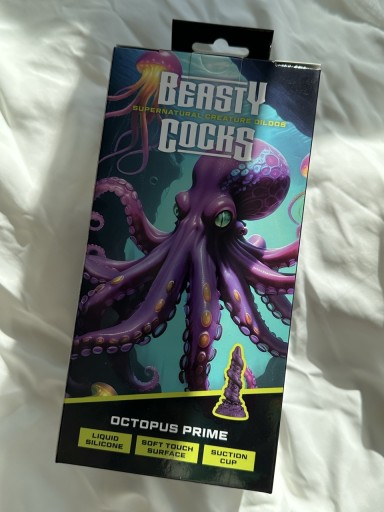 BEASTY
SUPERNATURAL CREATURE DILDOS
COCKS
OCTOPUS PRIME
LIQUID
SILICONE
SOFT TOUCH
SURFACE
SUCTION
CUP